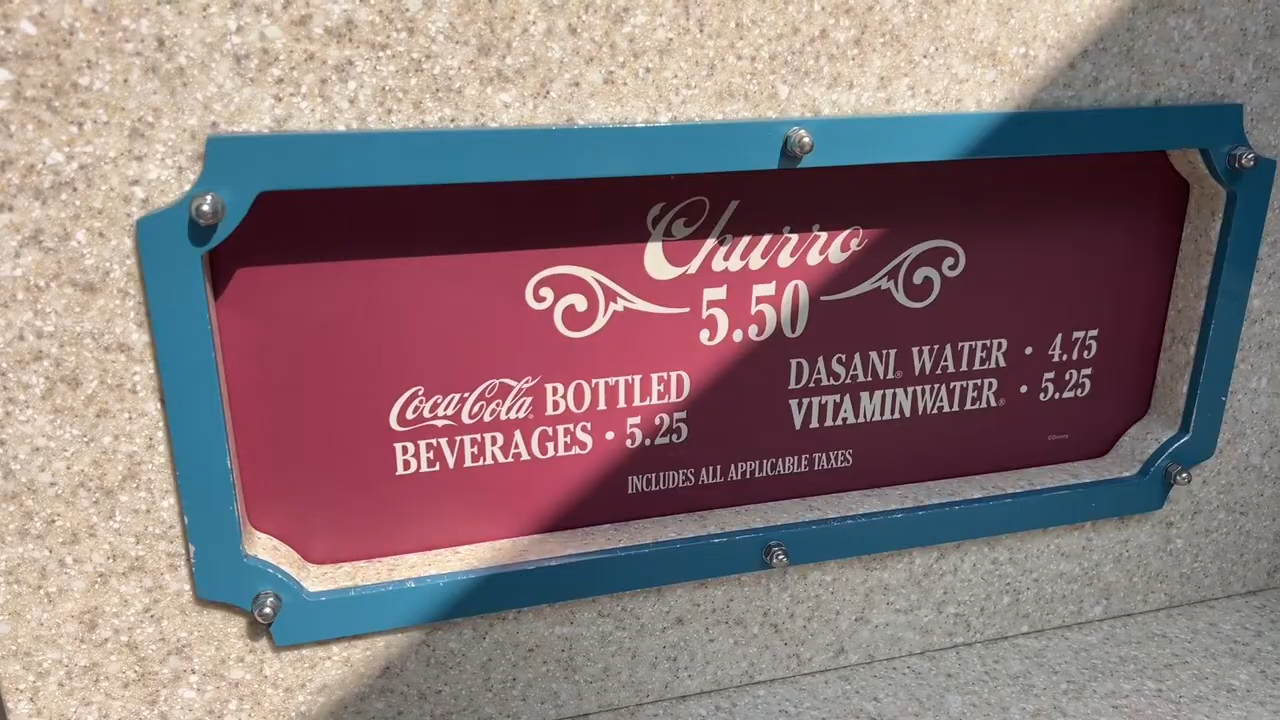 Churro
5.50
Coca-Cola® BOTTLED
BEVERAGES • 5.25
DASANI® WATER • 4.75
VITAMINWATER® • 5.25
©Disney
INCLUDES ALL APPLICABLE TAXES